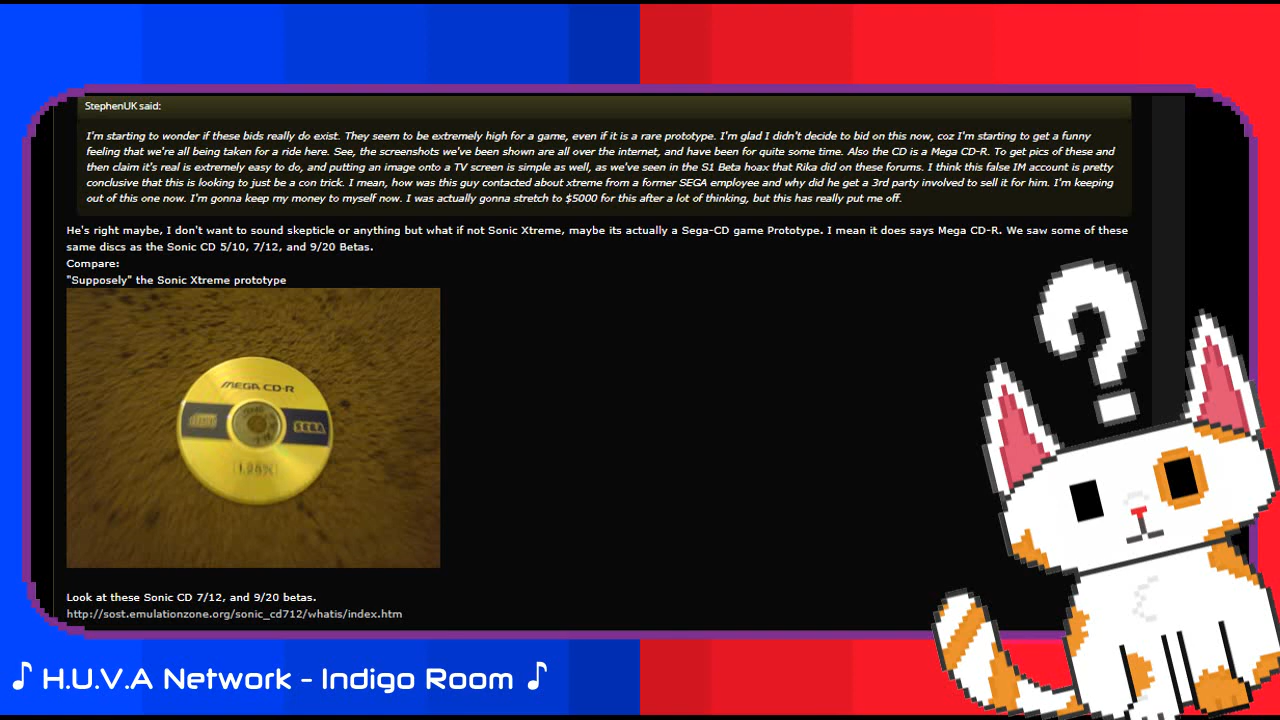 StephenUK said:
I'm starting to wonder if these bids really do exist. They seem to be extremely high for a game, even if it is a rare prototype. I'm glad I didn't decide to bid on this now, coz I'm starting to get a funny
feeling that we're all being taken for a ride here. See, the screenshots we've been shown are all over the internet, and have been for quite some time. Also the CD is a Mega CD-R. To get pics of these and
then claim it's real is extremely easy to do, and putting an image onto a TV screen is simple as well, as we've seen in the S1 Beta hoax that Rika did on these forums. I think this false IM account is pretty
conclusive that this is looking to just be a con trick. I mean, how was this guy contacted about xtreme from a former SEGA employee and why did he get a 3rd party involved to sell it for him. I'm keeping
out of this one now. I'm gonna keep my money to myself now. I was actually gonna stretch to $5000 for this after a lot of thinking, but this has really put me off.
He's right maybe, I don't want to sound skepticle or anything but what if not Sonic Xtreme, maybe its actually a Sega-CD game Prototype. I mean it does says Mega CD-R. We saw some of these
same discs as the Sonic CD 5/10, 7/12, and 9/20 Betas.
Compare:
"Supposely" the Sonic Xtreme prototype
MEGA CD-R
SEGA
Look at these Sonic CD 7/12, and 9/20 betas.
http://sost.emulationzone.org/sonic_cd712/whatis/index.htm
?
♪ H.U.V.A Network - Indigo Room ♪